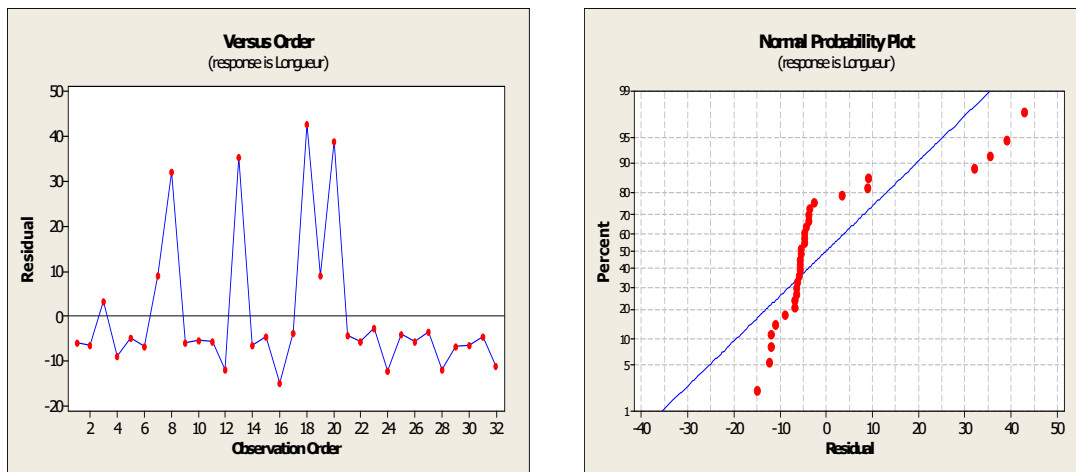 Versus Order
(response is Longueur)
50
40
30
20
10
0
-10
-20
Residual
2 4 6 8 10 12 14 16 18 20 22 24 26 28 30 32
Observation Order
Normal Probability Plot
(response is Longueur)
99
95
90
80
70
60
50
40
30
20
10
5
1
Percent
-40 -30 -20 -10 0 10 20 30 40 50
Residual